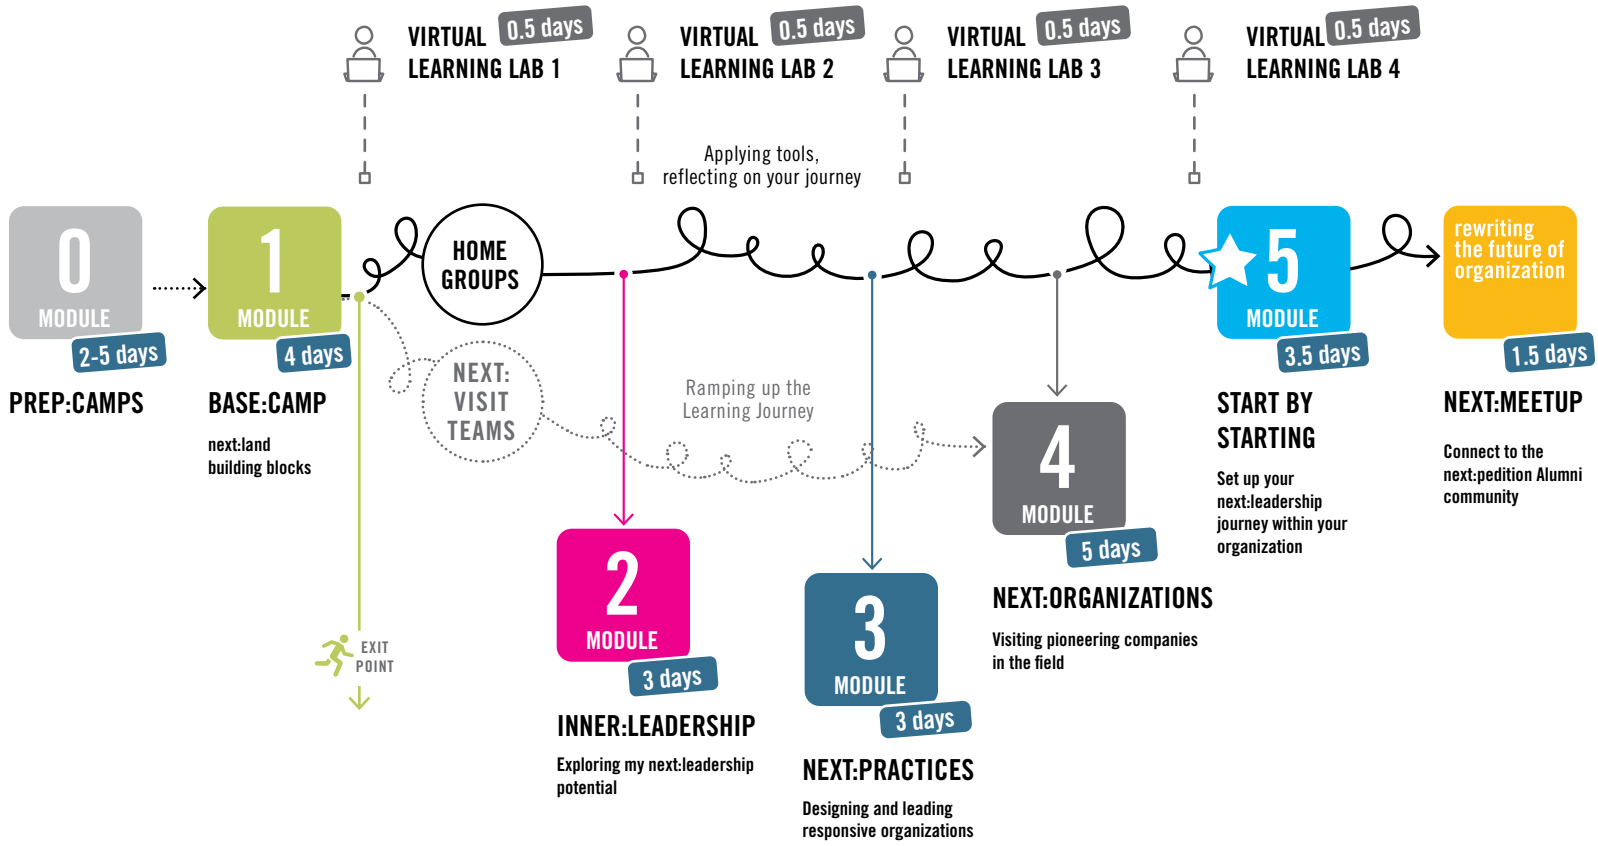 VIRTUAL 0.5 days
LEARNING LAB 1
VIRTUAL 0.5 days
LEARNING LAB 2
VIRTUAL 0.5 days
LEARNING LAB 3
VIRTUAL 0.5 days
LEARNING LAB 4
Applying tools,
reflecting on your journey
0
MODULE
2-5 days
PREP:CAMPS
1
MODULE
4 days
BASE:CAMP
next:land
building blocks
HOME
GROUPS
NEXT:
VISIT
TEAMS
EXIT
POINT
Ramping up the
Learning Journey
2
MODULE
3 days
INNER:LEADERSHIP
Exploring my next:leadership
potential
3
MODULE
3 days
NEXT:PRACTICES
Designing and leading
responsive organizations
4
MODULE
5 days
NEXT:ORGANIZATIONS
Visiting pioneering companies
in the field
5
MODULE
3.5 days
START BY
STARTING
Set up your
next:leadership
journey within your
organization
rewriting
the future of
organization
1.5 days
NEXT:MEETUP
Connect to the
next:pedition Alumni
community